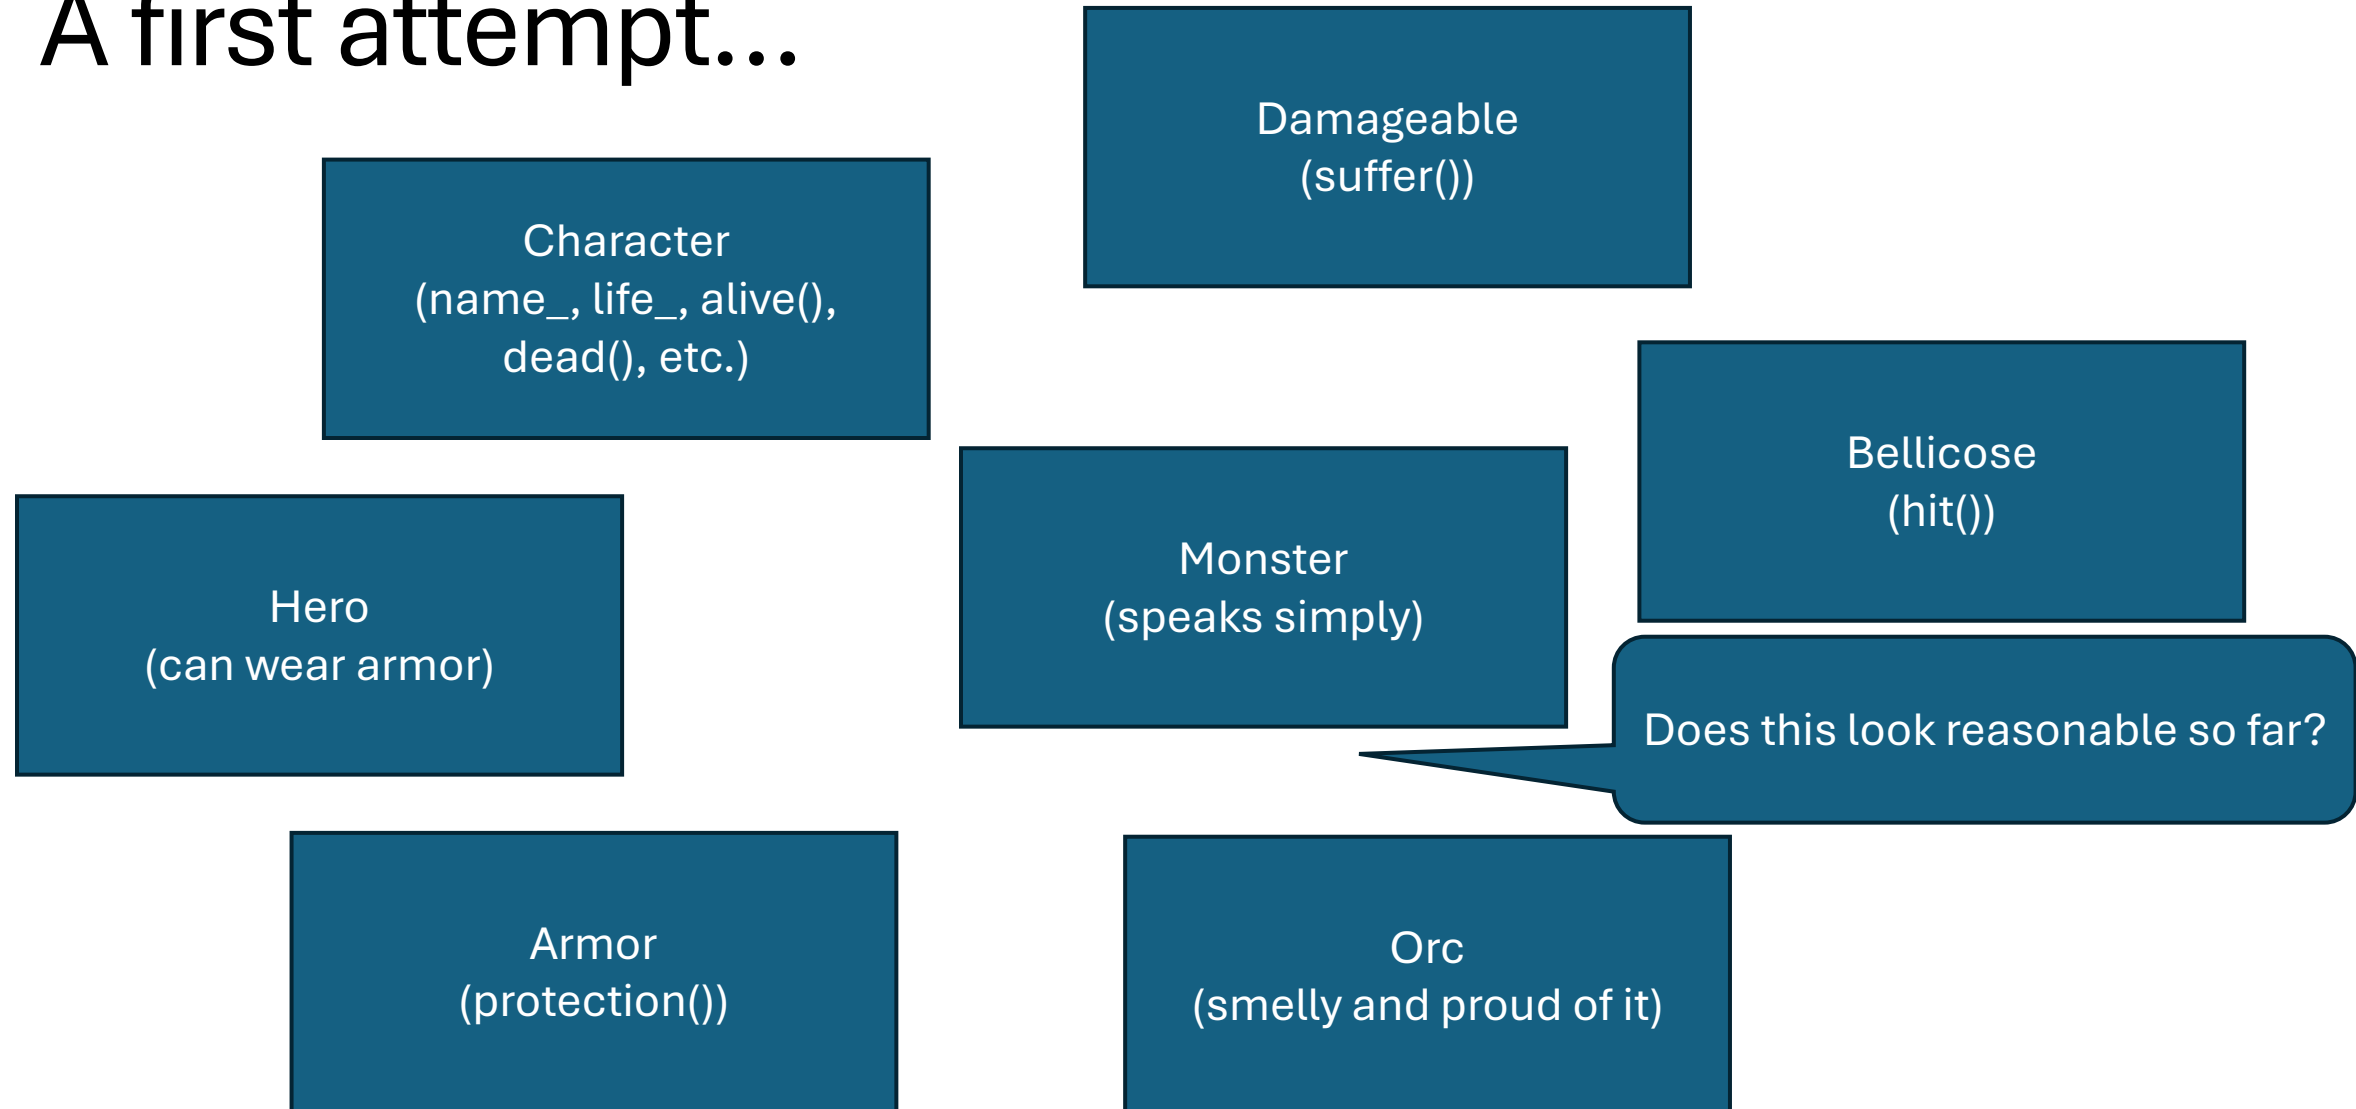 A first attempt...
Damageable
(suffer())
Character
(name_, life_, alive(),
dead(), etc.)
Bellicose
(hit())
Monster
(speaks simply)
Hero
(can wear armor)
Does this look reasonable so far?
Armor
(protection())
Orc
(smelly and proud of it)